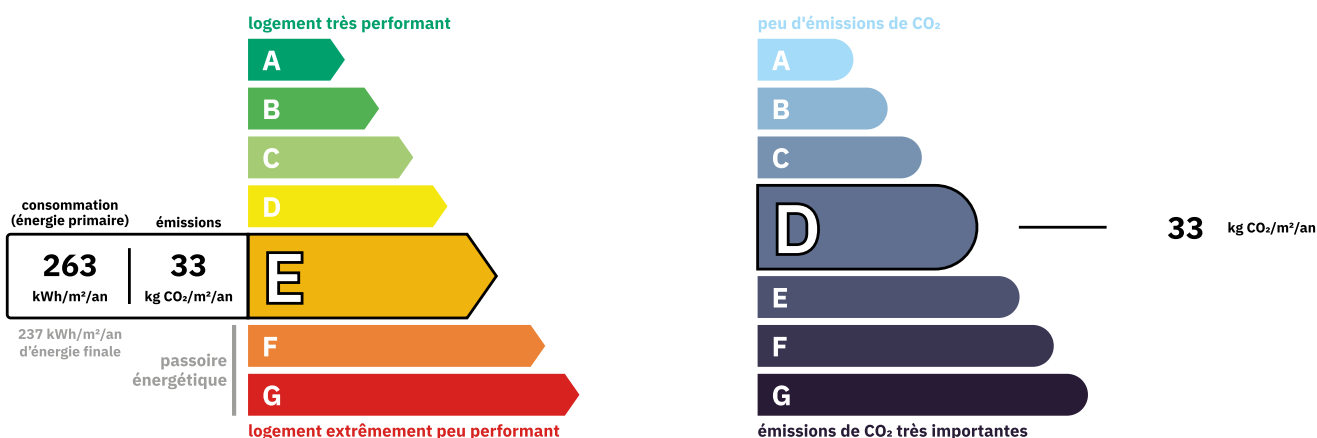 logement très performant
A
B
C
D
consommation
(énergie primaire)
émissions
263
kWh/m²/an
33
kg CO₂/m²/an
E
237 kWh/m²/an
d'énergie finale
passoire
énergétique
F
G
logement extrêmement peu performant
peu d'émissions de CO₂
A
B
C
D
33 kg CO₂/m²/an
E
F
G
émissions de CO₂ très importantes